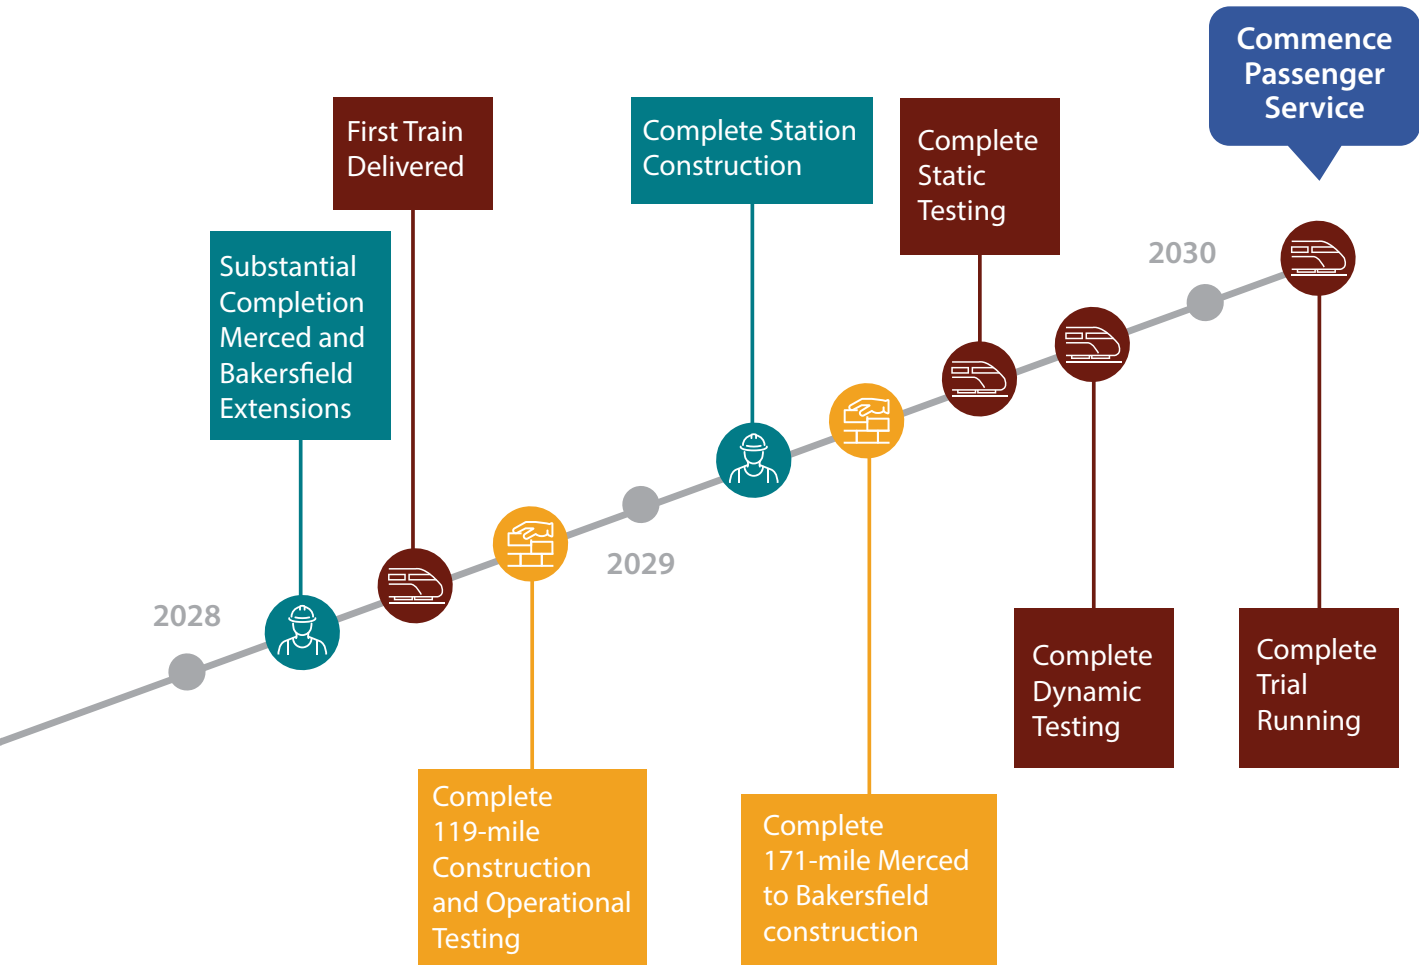 Commence
Passenger
Service
First Train
Delivered
Complete Station
Construction
Complete
Static
Testing
Substantial
Completion
Merced and
Bakersfield
Extensions
2030
2029
2028
Complete
Dynamic
Testing
Complete
Trial
Running
Complete
119-mile
Construction
and Operational
Testing
Complete
171-mile Merced
to Bakersfield
construction